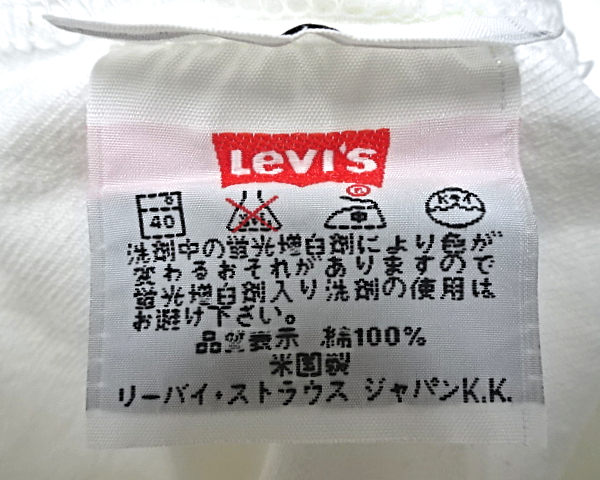 Levi's
®
40
ドライ
洗剤中の蛍光増白剤により色が
変わるおそれがありますので
蛍光増白剤入り洗剤の使用は
お避け下さい。
品質表示 綿100%
米国製
リーバイ・ストラウス ジャパンK.K.